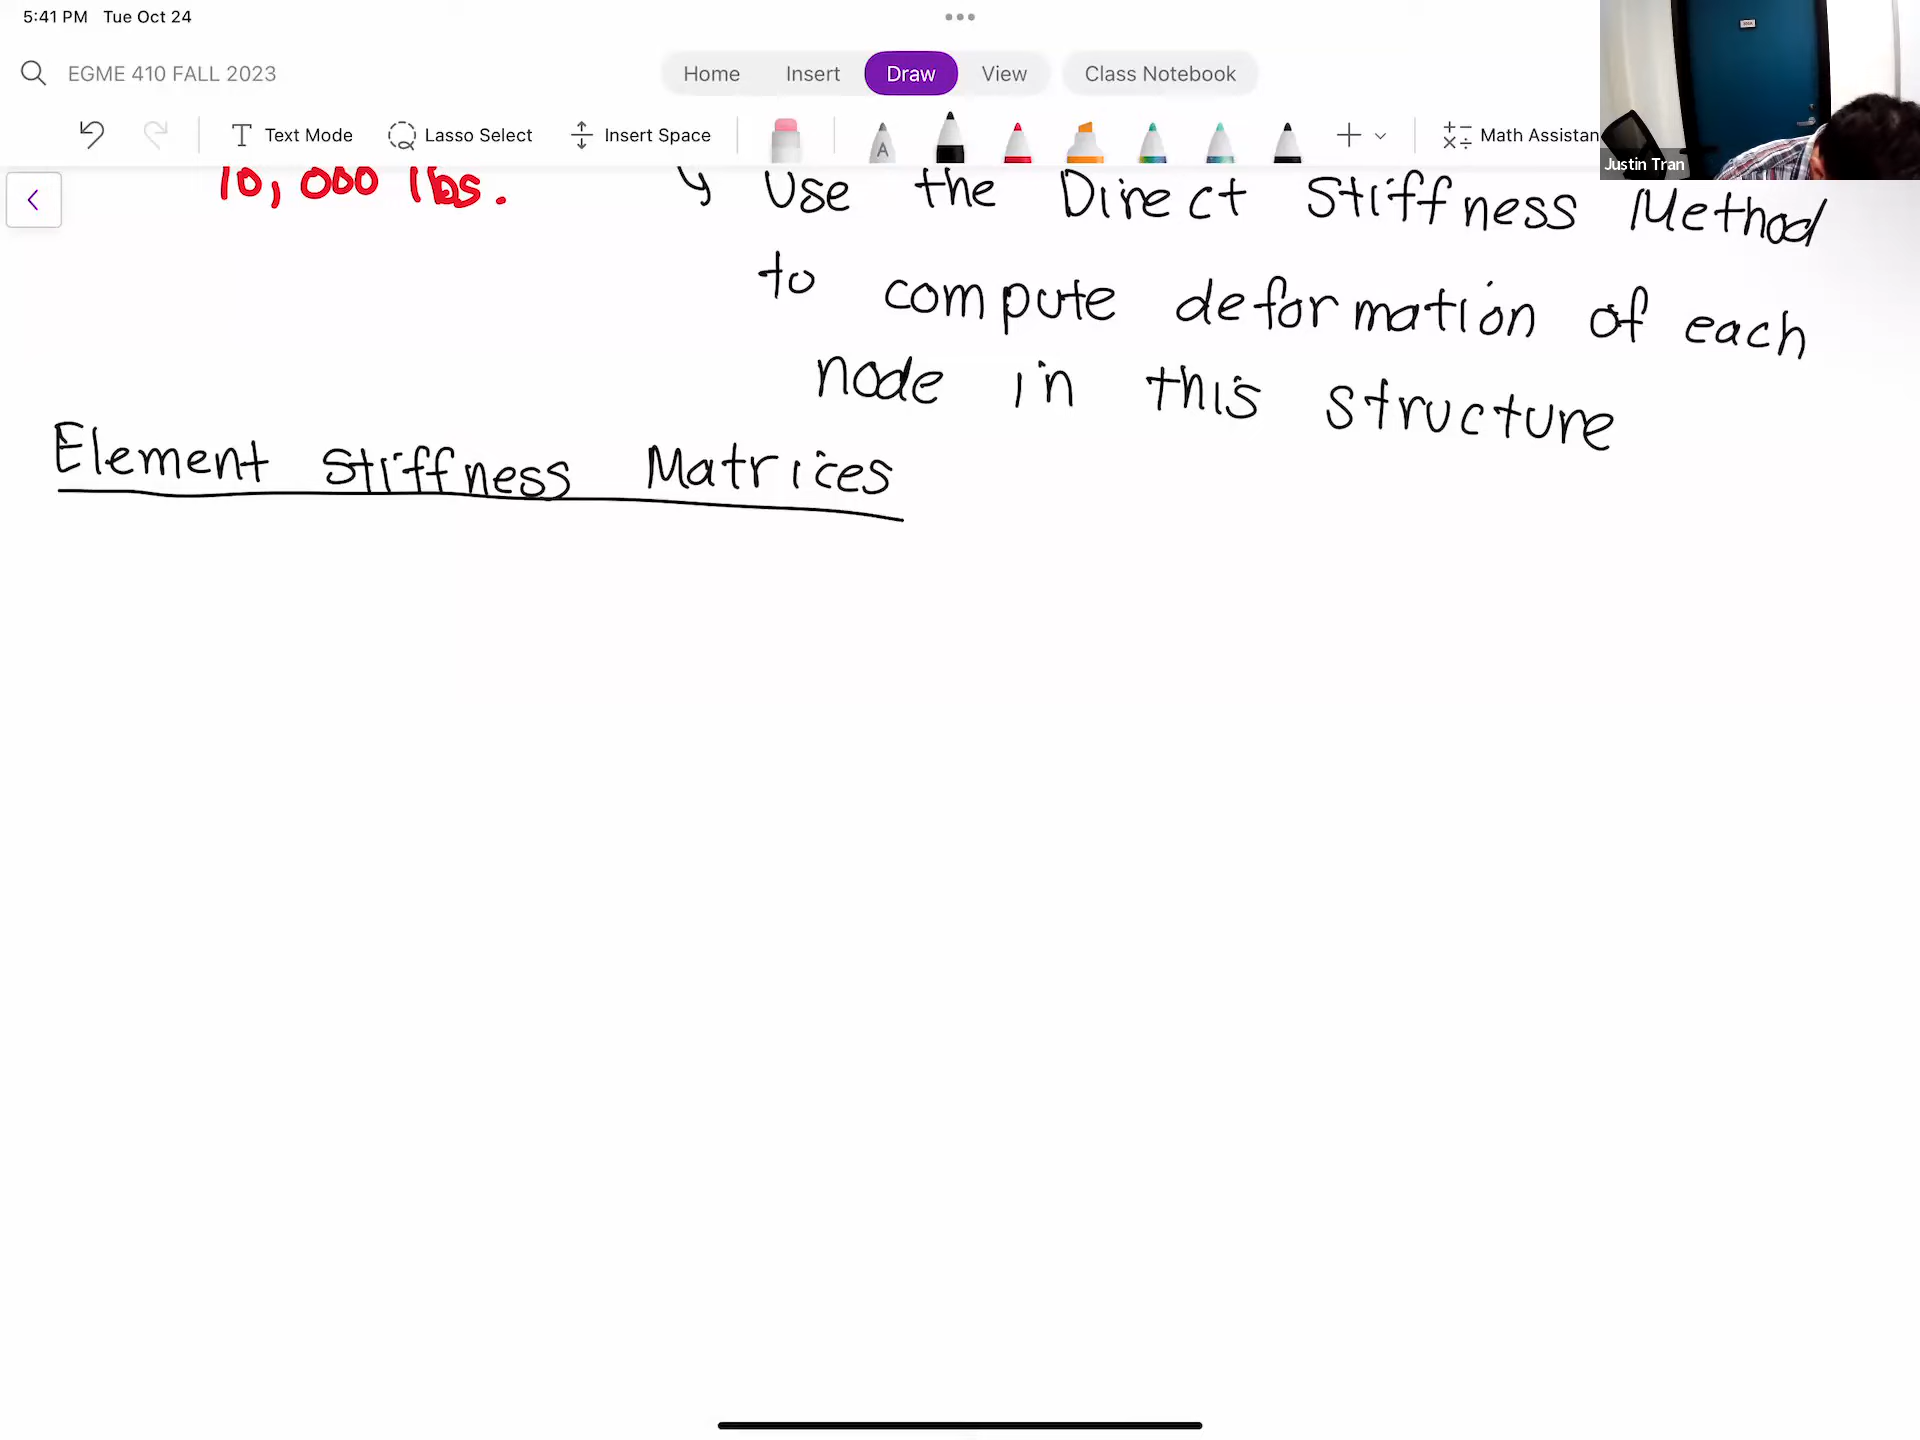 5:41 PM Tue Oct 24
EGME 410 FALL 2023
Home Insert Draw View Class Notebook
Text Mode Lasso Select Insert Space A Math Assistan
Justin Tran
10,000 lbs.
Use the Direct Stiffness Method
to compute deformation of each
node in this structure
Element Stiffness Matrices